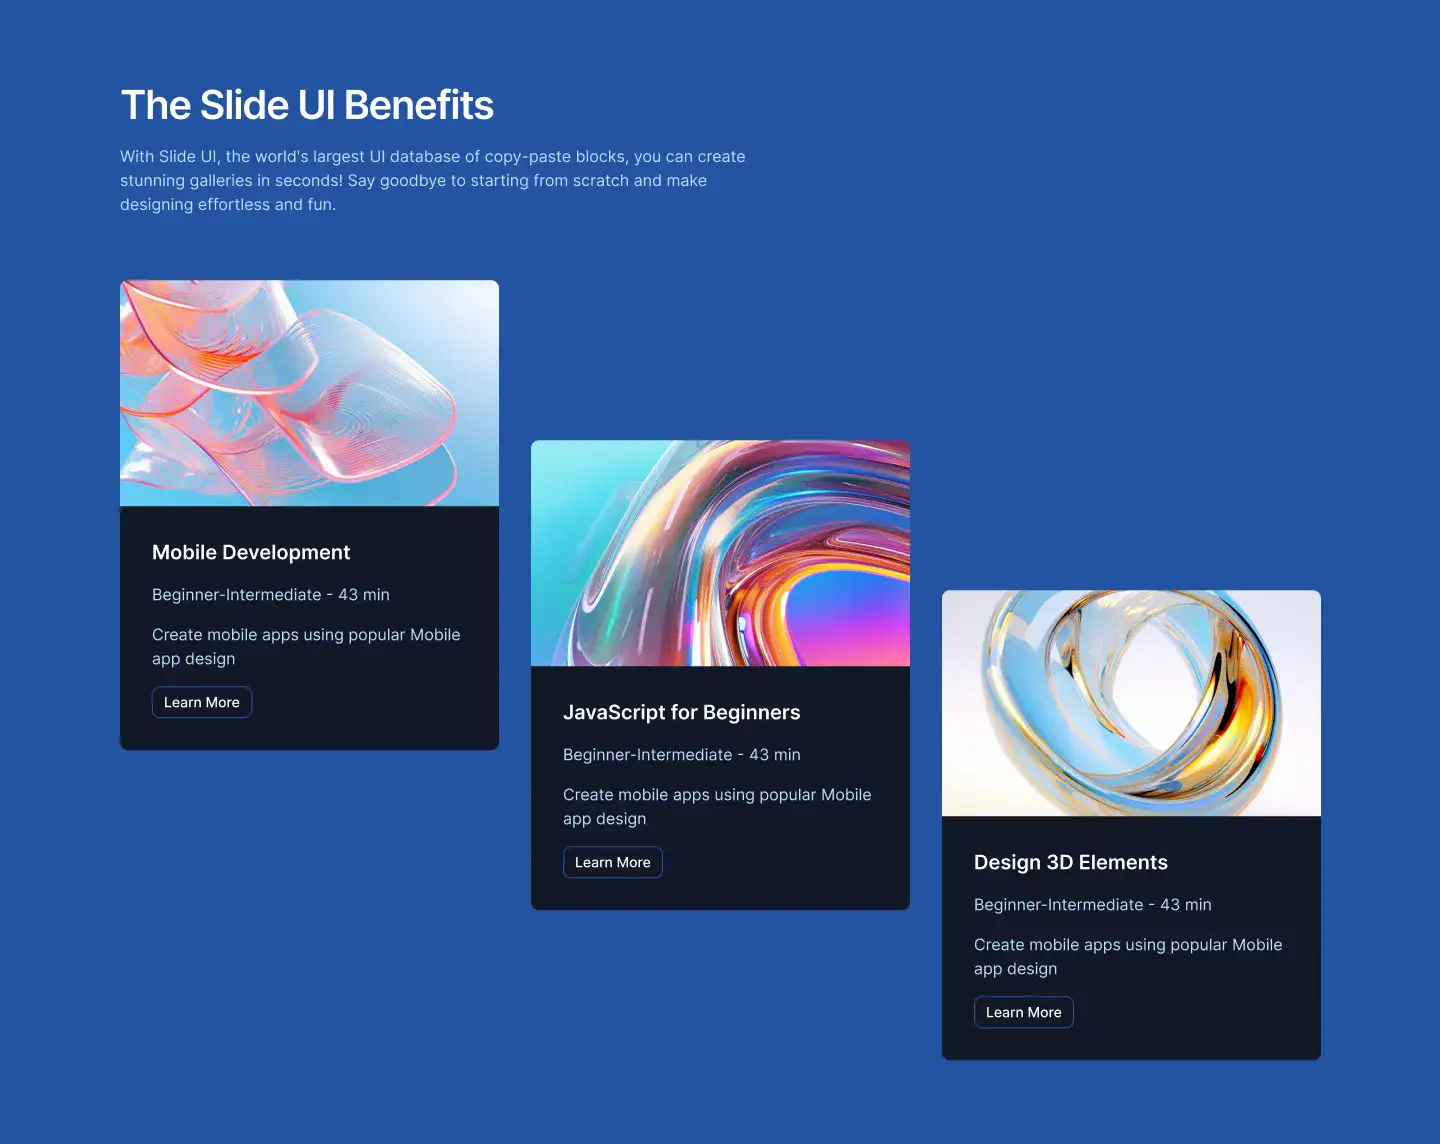 The Slide UI Benefits
With Slide UI, the world's largest UI database of copy-paste blocks, you can create
stunning galleries in seconds! Say goodbye to starting from scratch and make
designing effortless and fun.
Mobile Development
Beginner-Intermediate - 43 min
Create mobile apps using popular Mobile
app design
Learn More
JavaScript for Beginners
Beginner-Intermediate - 43 min
Create mobile apps using popular Mobile
app design
Learn More
Design 3D Elements
Beginner-Intermediate - 43 min
Create mobile apps using popular Mobile
app design
Learn More